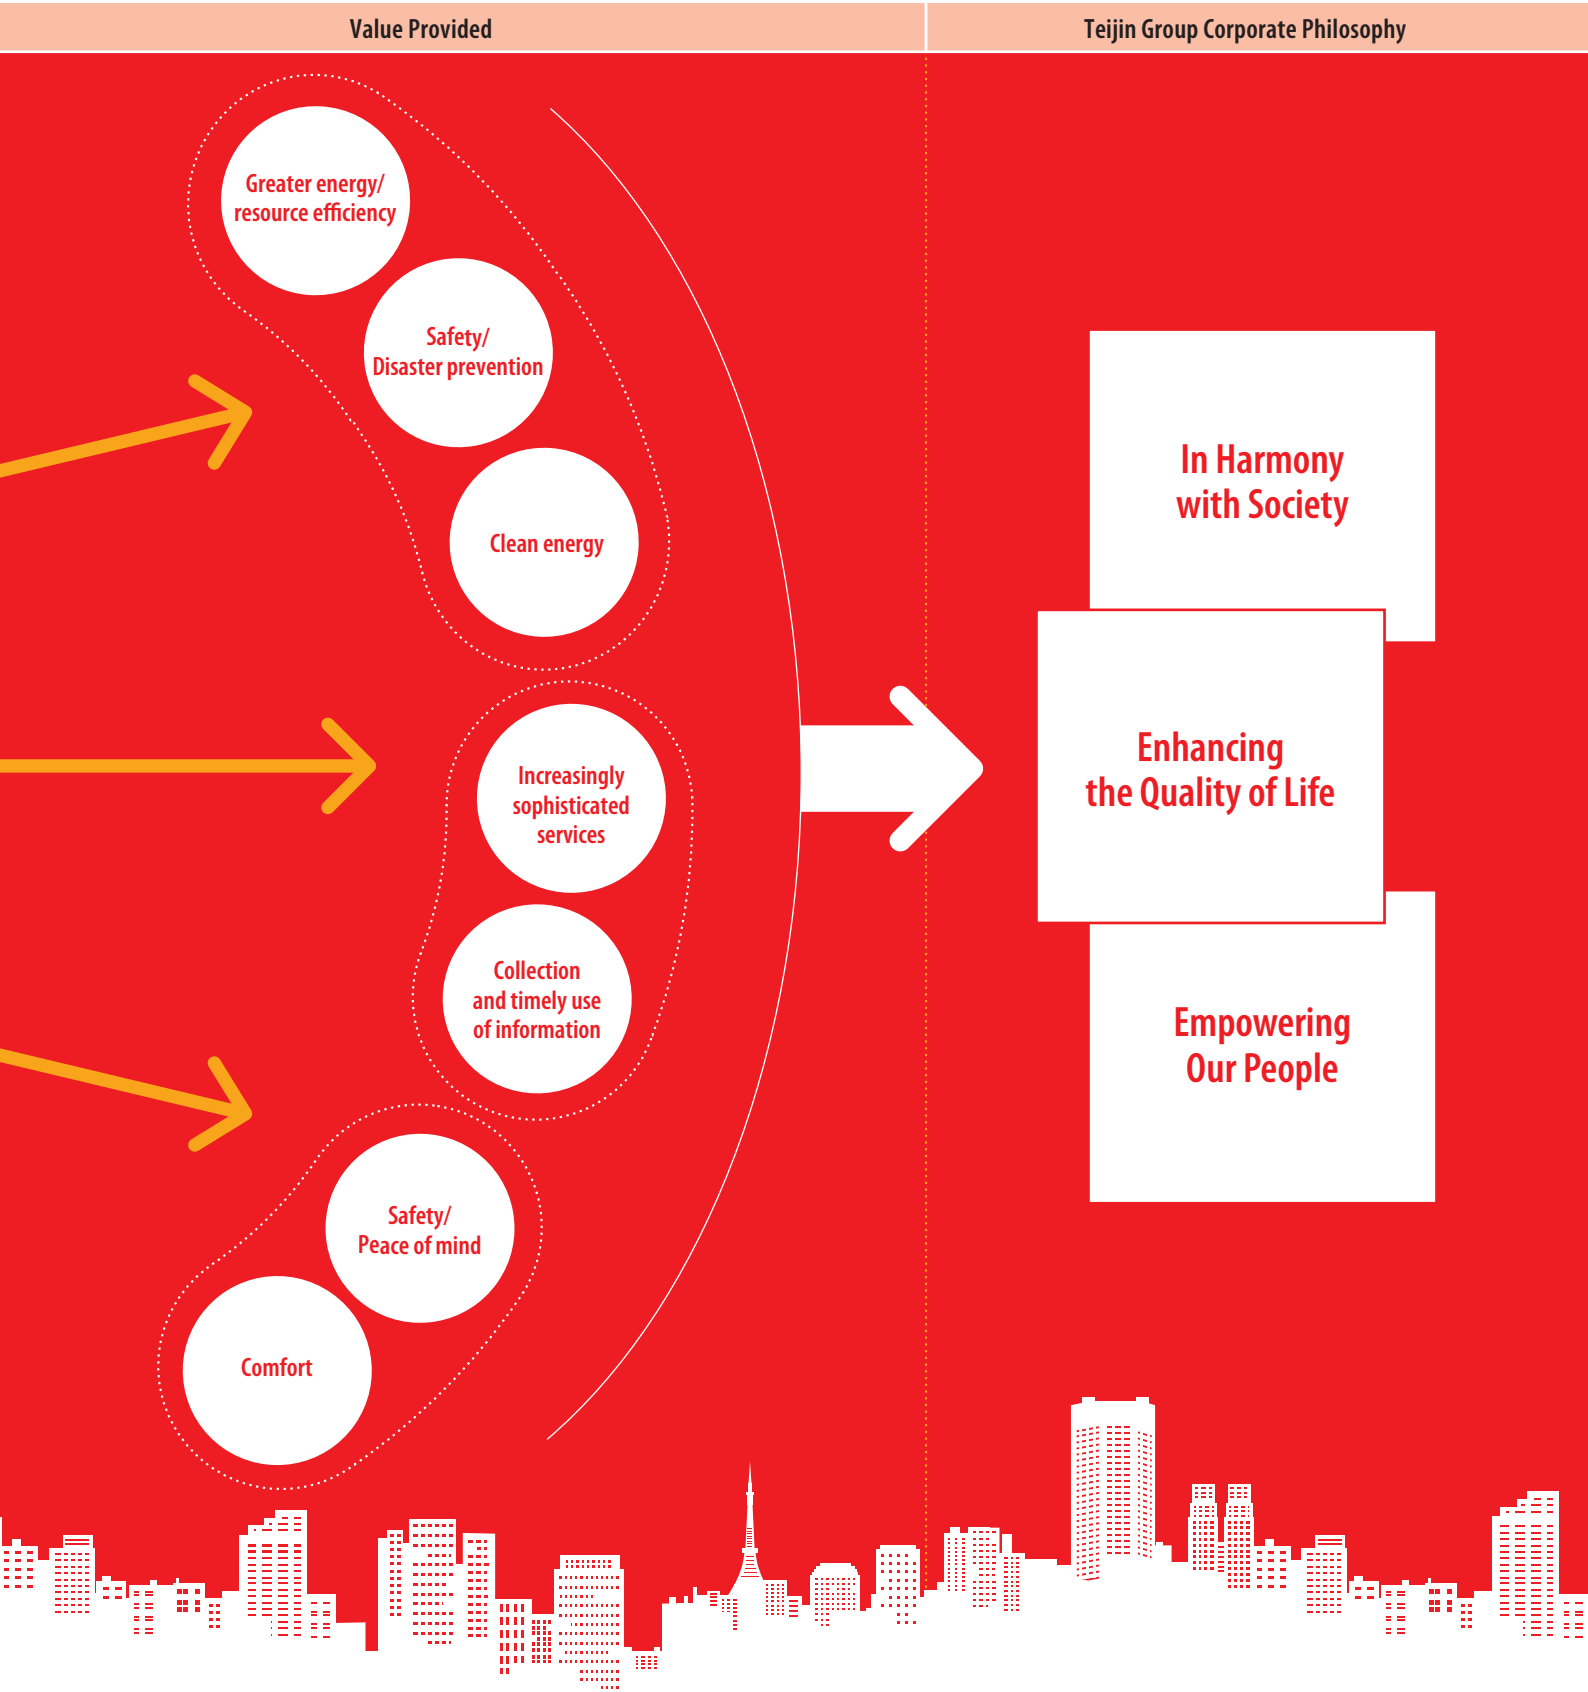 Value Provided
Teijin Group Corporate Philosophy
Greater energy/
resource efficiency
Safety/
Disaster prevention
Clean energy
Increasingly
sophisticated
services
Collection
and timely use
of information
Safety/
Peace of mind
Comfort
In Harmony
with Society
Enhancing
the Quality of Life
Empowering
Our People